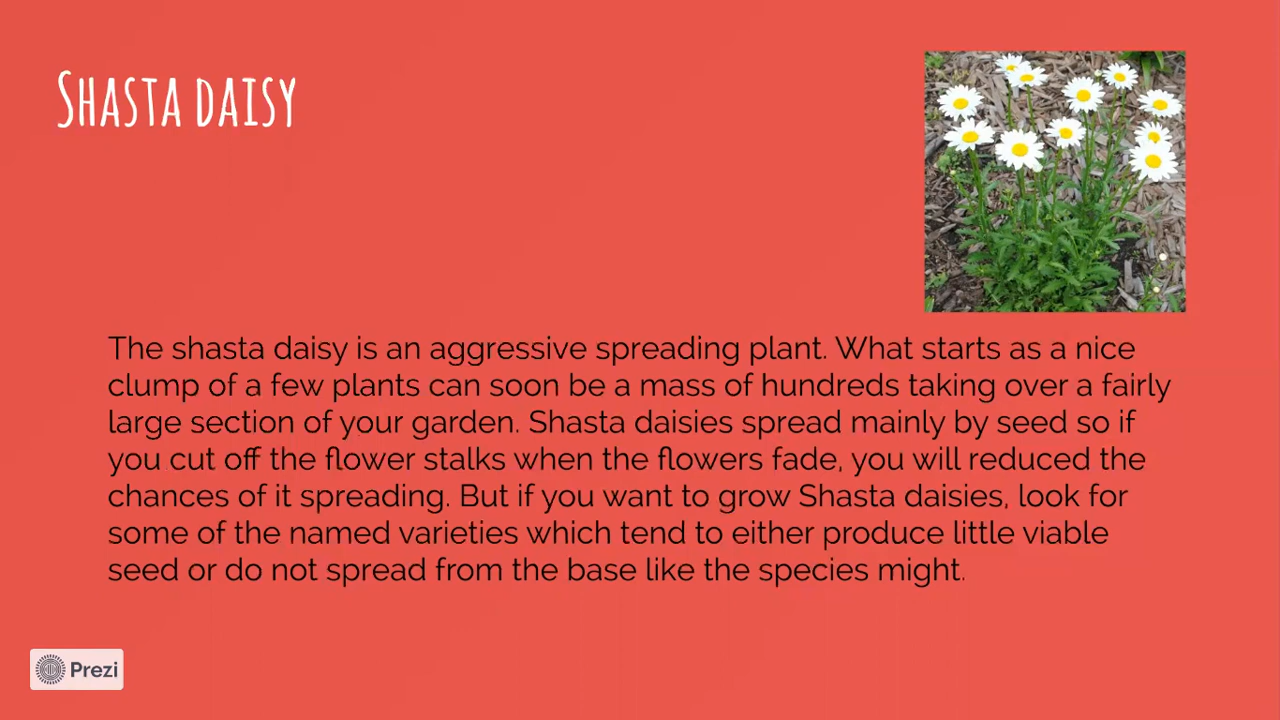 Shasta daisy
The shasta daisy is an aggressive spreading plant. What starts as a nice
clump of a few plants can soon be a mass of hundreds taking over a fairly
large section of your garden. Shasta daisies spread mainly by seed so if
you cut off the flower stalks when the flowers fade, you will reduced the
chances of it spreading. But if you want to grow Shasta daisies, look for
some of the named varieties which tend to either produce little viable
seed or do not spread from the base like the species might.
Prezi